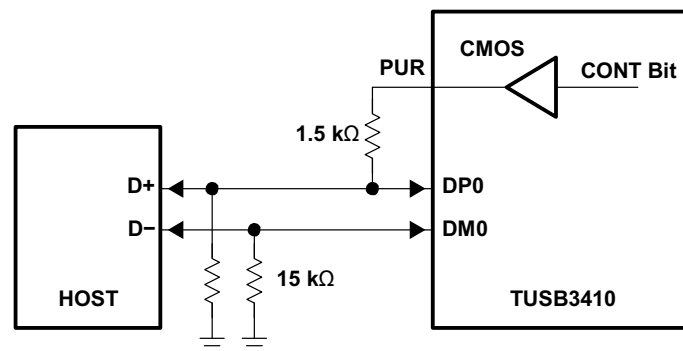 CMOS
PUR
CONT Bit
1.5 kΩ
D+
DP0
D−
DM0
15 kΩ
HOST
TUSB3410